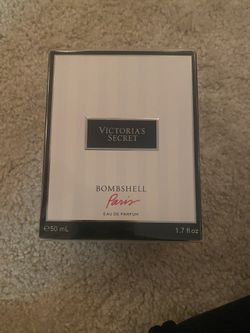 VICTORIA'S
SECRET
BOMBSHELL
Paris
EAU DE PARFUM
℮50 mL 1.7 fl oz